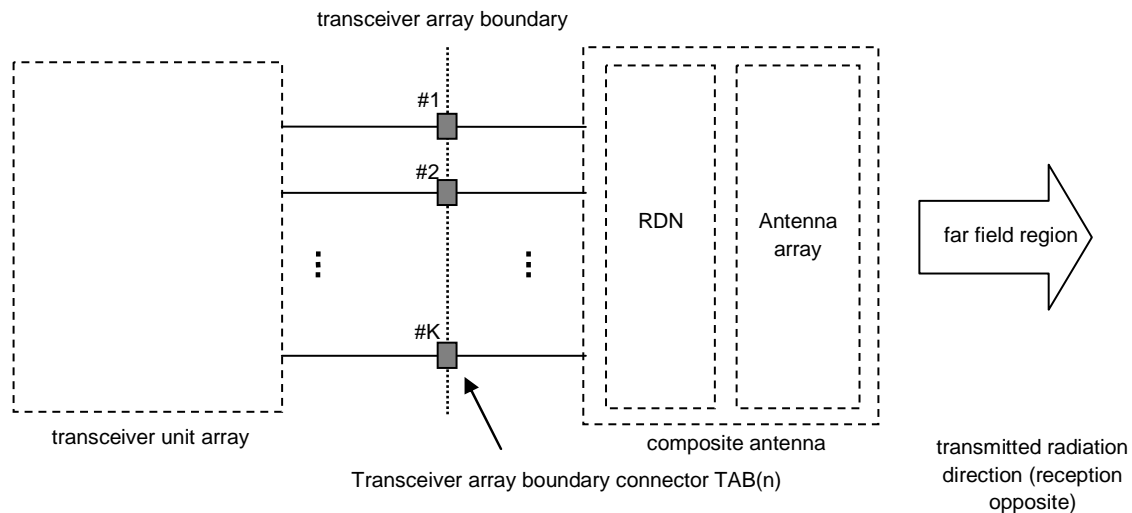 transceiver array boundary
#1
#2
RDN
Antenna
array
far field region
#K
transceiver unit array
composite antenna
Transceiver array boundary connector TAB(n)
transmitted radiation
direction (reception
opposite)